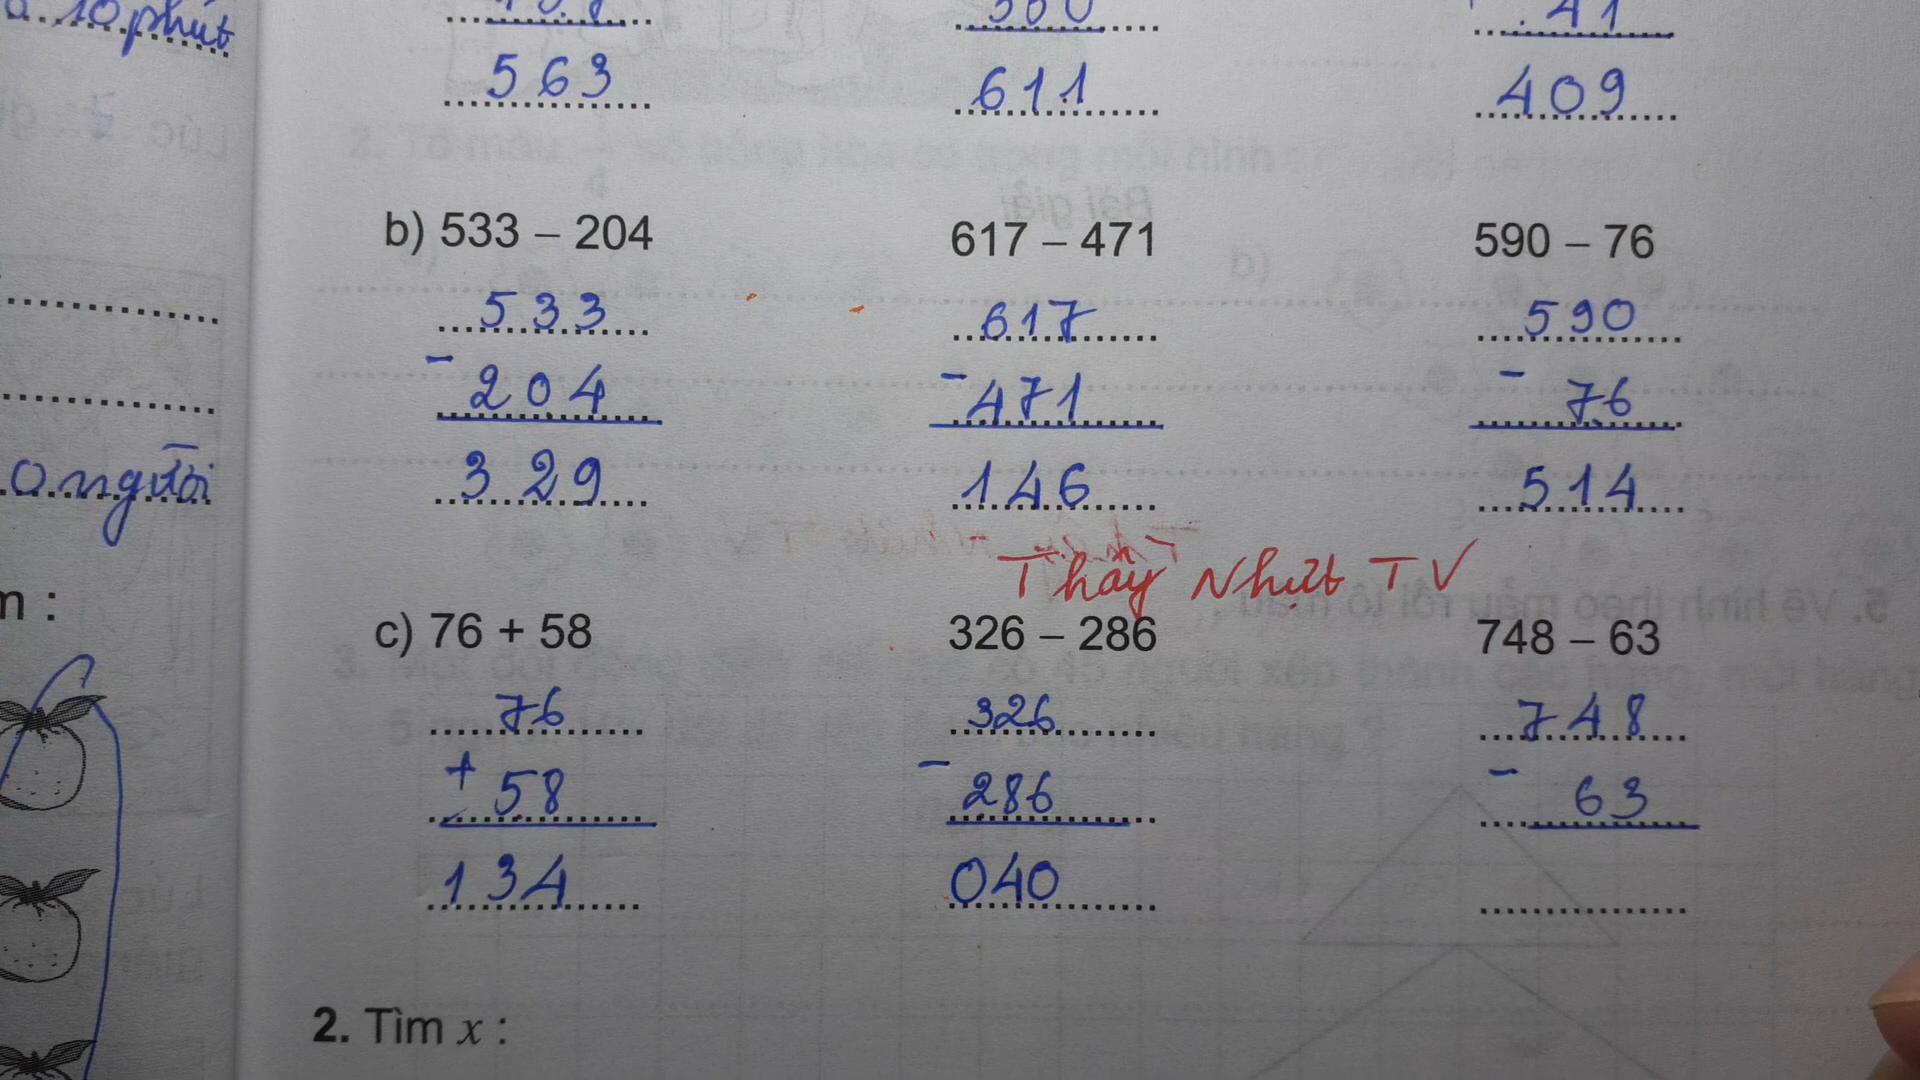 a. 10 phút
563 611 409
b) 533 – 204 617 – 471 590 – 76
533 617 590
- 204 - 471 - 76
329 146 514
0 người
Thầy Nhựt TV
m :
c) 76 + 58 326 – 286 748 – 63
76 326 748
+ 58 - 286 - 63
134 040
2. Tìm x :